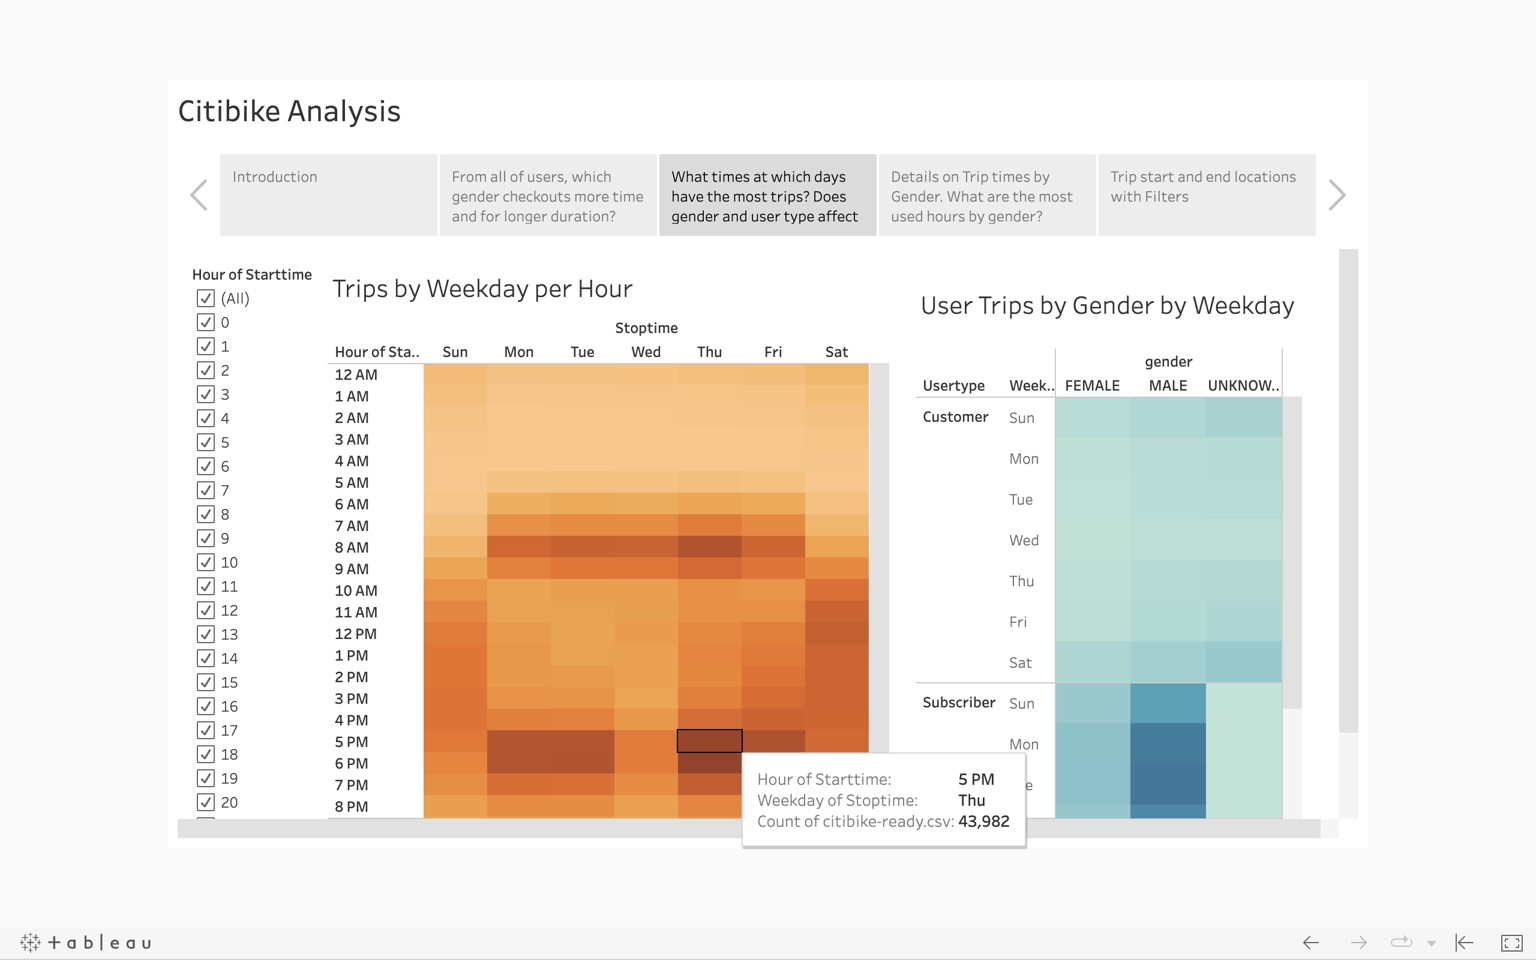 Citibike Analysis
Introduction
From all of users, which
gender checkouts more time
and for longer duration?
What times at which days
have the most trips? Does
gender and user type affect
Details on Trip times by
Gender. What are the most
used hours by gender?
Trip start and end locations
with Filters
Hour of Starttime
(All)
0
1
2
3
4
5
6
7
8
9
10
11
12
13
14
15
16
17
18
19
20
Trips by Weekday per Hour
Stoptime
Hour of Sta.. Sun Mon Tue Wed Thu Fri Sat
12 AM
1 AM
2 AM
3 AM
4 AM
5 AM
6 AM
7 AM
8 AM
9 AM
10 AM
11 AM
12 PM
1 PM
2 PM
3 PM
4 PM
5 PM
6 PM
7 PM
8 PM
User Trips by Gender by Weekday
gender
Usertype Week.. FEMALE MALE UNKNOW..
Customer Sun
Mon
Tue
Wed
Thu
Fri
Sat
Subscriber Sun
Mon
e
Hour of Starttime: 5 PM
Weekday of Stoptime: Thu
Count of citibike-ready.csv: 43,982
+ableau